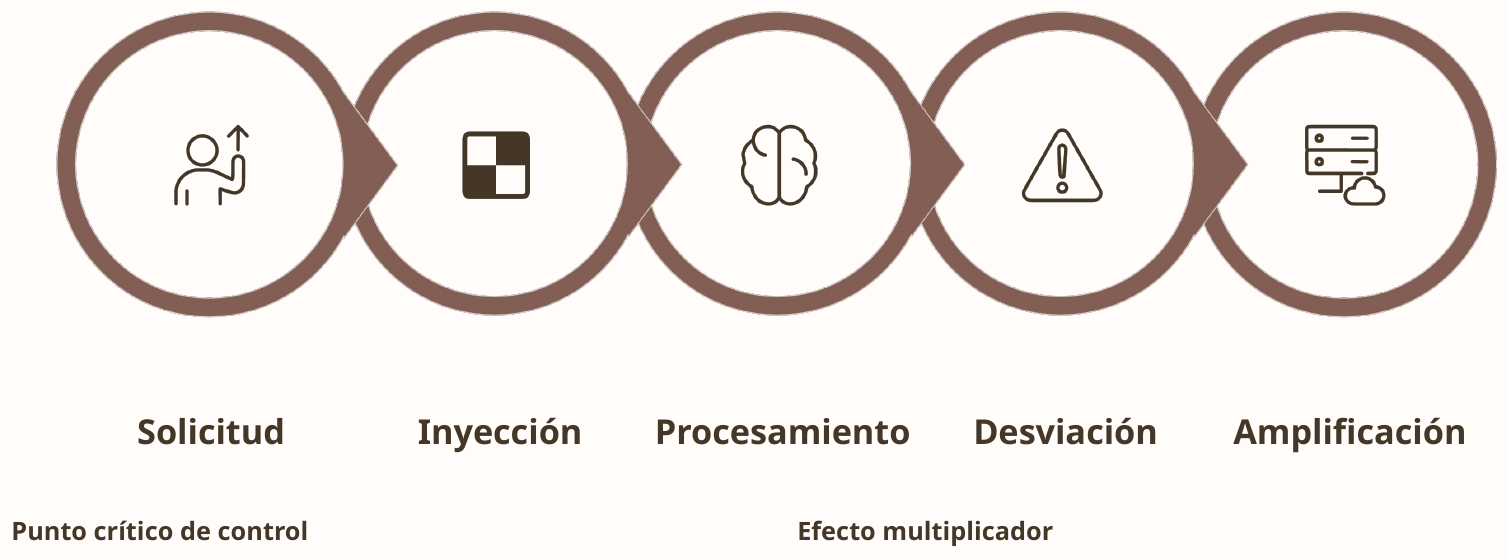 Solicitud
Inyección
Procesamiento
Desviación
Amplificación
Punto crítico de control
Efecto multiplicador